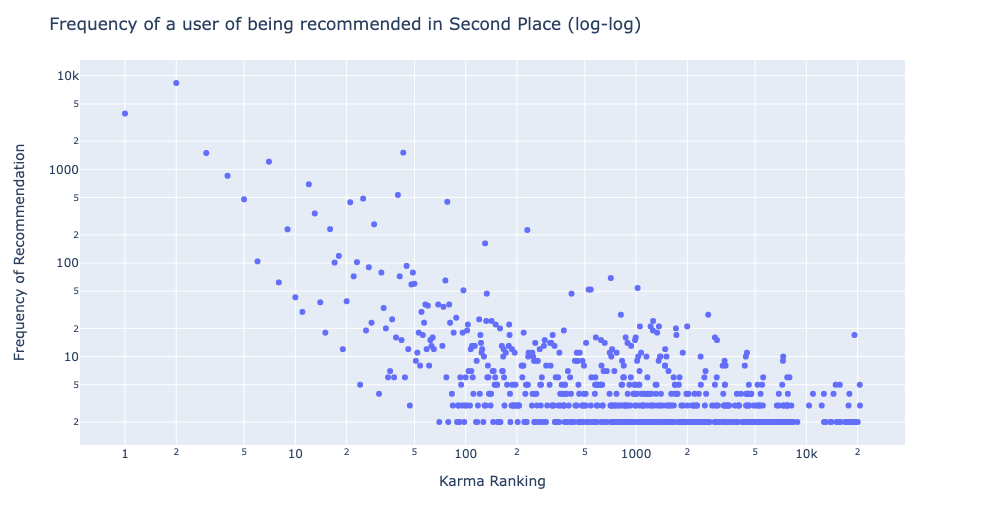 Frequency of a user of being recommended in Second Place (log-log)
Frequency of Recommendation
10k
5
2
1000
5
2
100
5
2
10
5
2
1 2 5 10 2 5 100 2 5 1000 2 5 10k 2
Karma Ranking